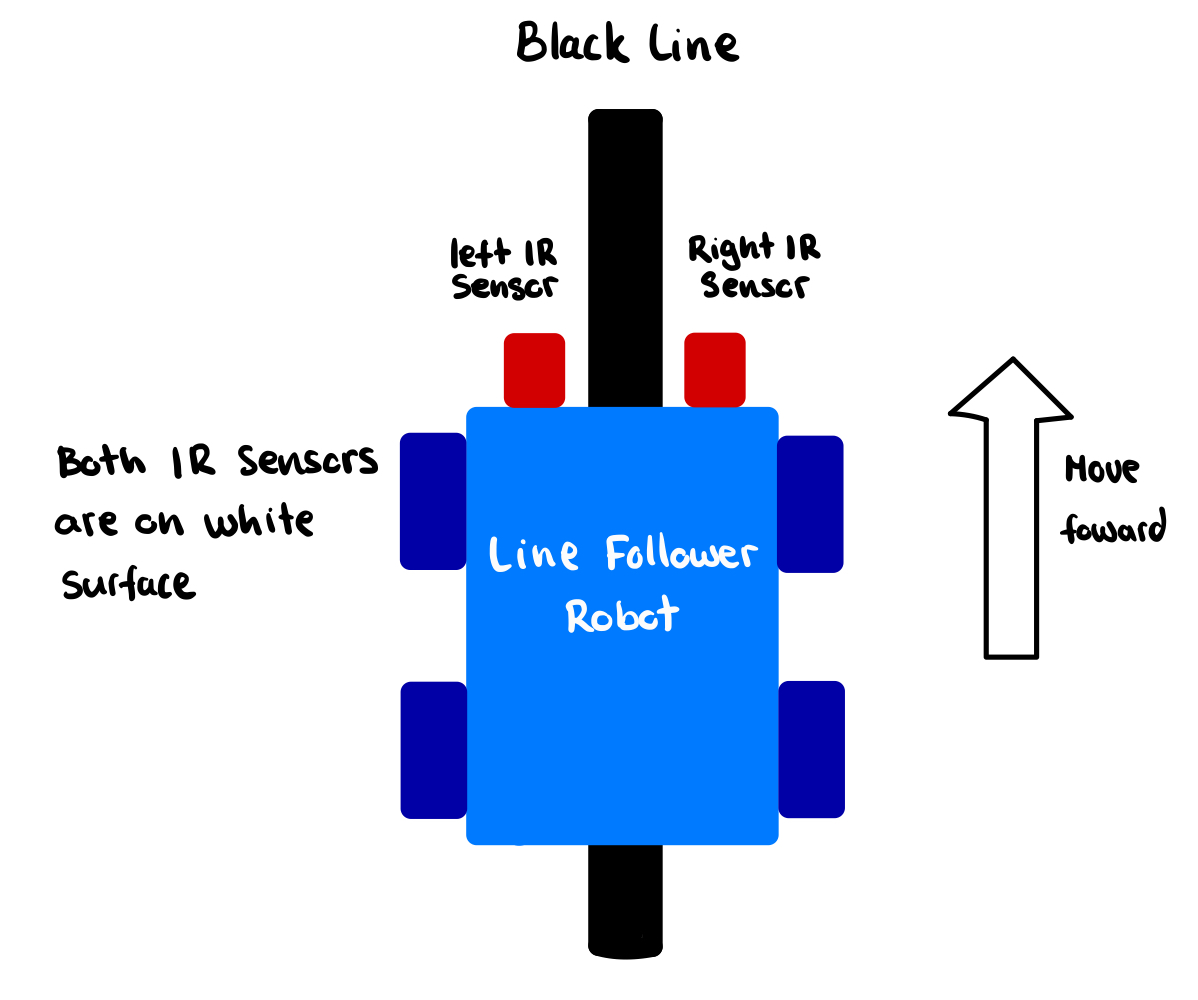 Black Line
left IR
Sensor
Right IR
Sensor
Both IR Sensors
are on white
Surface
Line Follower
Robot
Move
foward